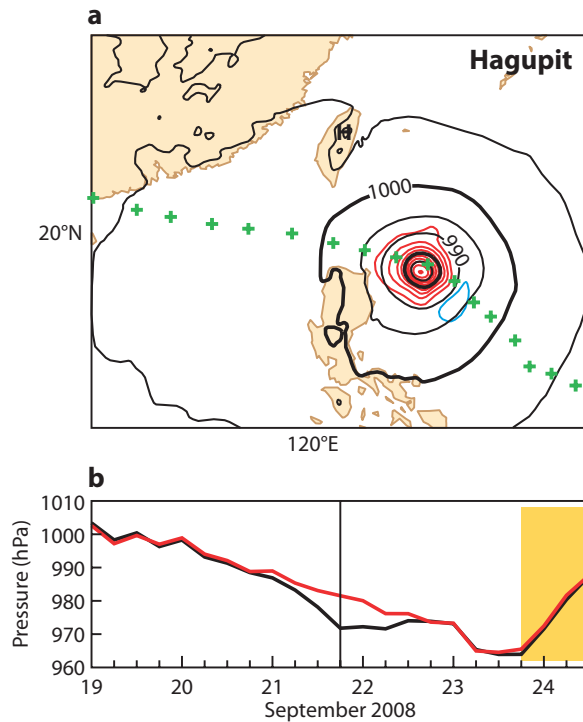 a
Hagupit
H
1000
990
20°N
120°E
b
1010
1000
990
980
970
960
Pressure (hPa)
19 20 21 22 23 24
September 2008